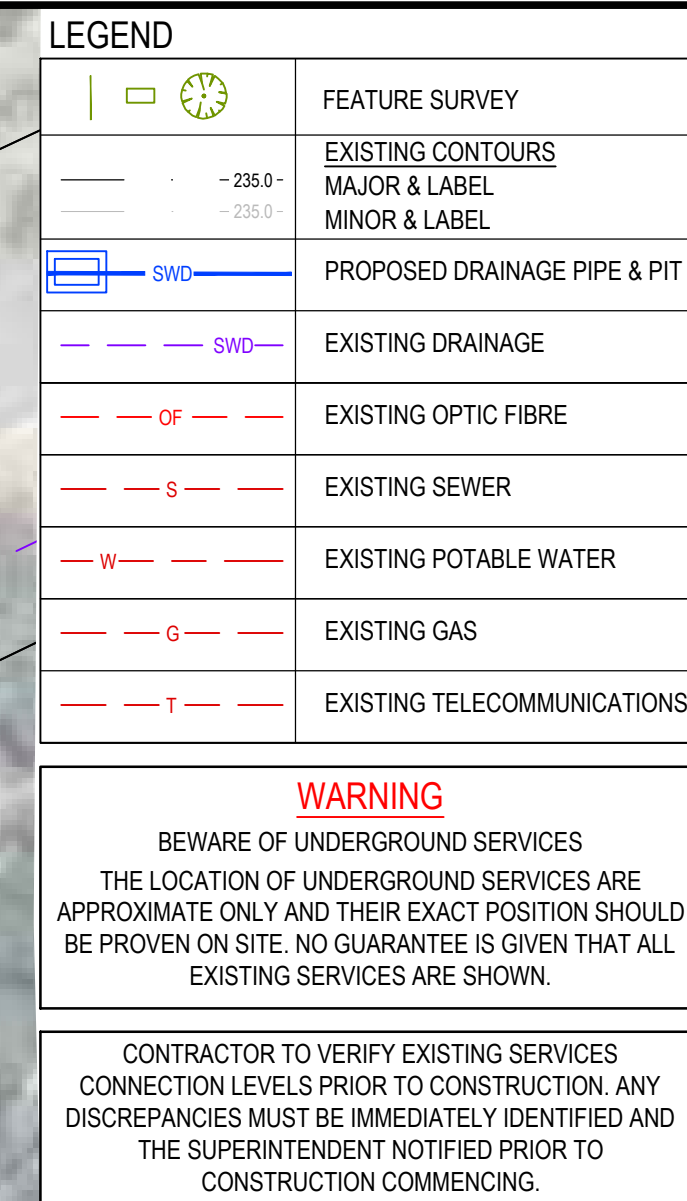 LEGEND
FEATURE SURVEY
EXISTING CONTOURS
- 235.0 - MAJOR & LABEL
- 235.0 - MINOR & LABEL
SWD PROPOSED DRAINAGE PIPE & PIT
SWD EXISTING DRAINAGE
OF EXISTING OPTIC FIBRE
S EXISTING SEWER
W EXISTING POTABLE WATER
G EXISTING GAS
T EXISTING TELECOMMUNICATIONS
WARNING
BEWARE OF UNDERGROUND SERVICES
THE LOCATION OF UNDERGROUND SERVICES ARE
APPROXIMATE ONLY AND THEIR EXACT POSITION SHOULD
BE PROVEN ON SITE. NO GUARANTEE IS GIVEN THAT ALL
EXISTING SERVICES ARE SHOWN.
CONTRACTOR TO VERIFY EXISTING SERVICES
CONNECTION LEVELS PRIOR TO CONSTRUCTION. ANY
DISCREPANCIES MUST BE IMMEDIATELY IDENTIFIED AND
THE SUPERINTENDENT NOTIFIED PRIOR TO
CONSTRUCTION COMMENCING.